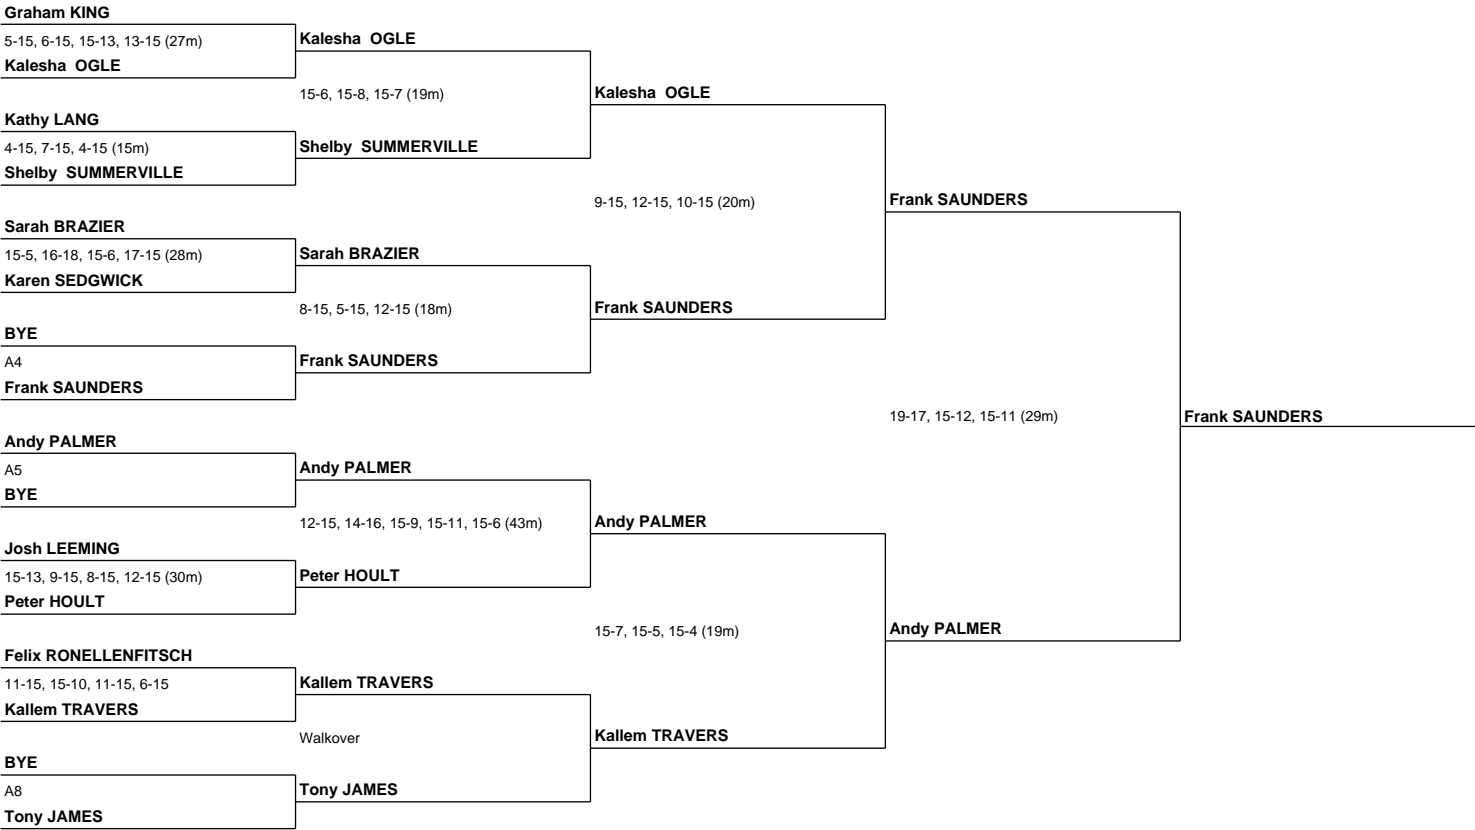 Graham KING
5-15, 6-15, 15-13, 13-15 (27m)
Kalesha  OGLE
Kathy LANG
4-15, 7-15, 4-15 (15m)
Shelby  SUMMERVILLE
Sarah BRAZIER
15-5, 16-18, 15-6, 17-15 (28m)
Karen SEDGWICK
BYE
A4
Frank SAUNDERS
Andy PALMER
A5
BYE
Josh LEEMING
15-13, 9-15, 8-15, 12-15 (30m)
Peter HOULT
Felix RONELLENFITSCH
11-15, 15-10, 11-15, 6-15
Kallem TRAVERS
BYE
A8
Tony JAMES
Kalesha  OGLE
15-6, 15-8, 15-7 (19m)
Shelby  SUMMERVILLE
Sarah BRAZIER
8-15, 5-15, 12-15 (18m)
Frank SAUNDERS
Andy PALMER
12-15, 14-16, 15-9, 15-11, 15-6 (43m)
Peter HOULT
Kallem TRAVERS
Walkover
Tony JAMES
Kalesha  OGLE
9-15, 12-15, 10-15 (20m)
Frank SAUNDERS
Andy PALMER
15-7, 15-5, 15-4 (19m)
Kallem TRAVERS
Frank SAUNDERS
19-17, 15-12, 15-11 (29m)
Andy PALMER
Frank SAUNDERS